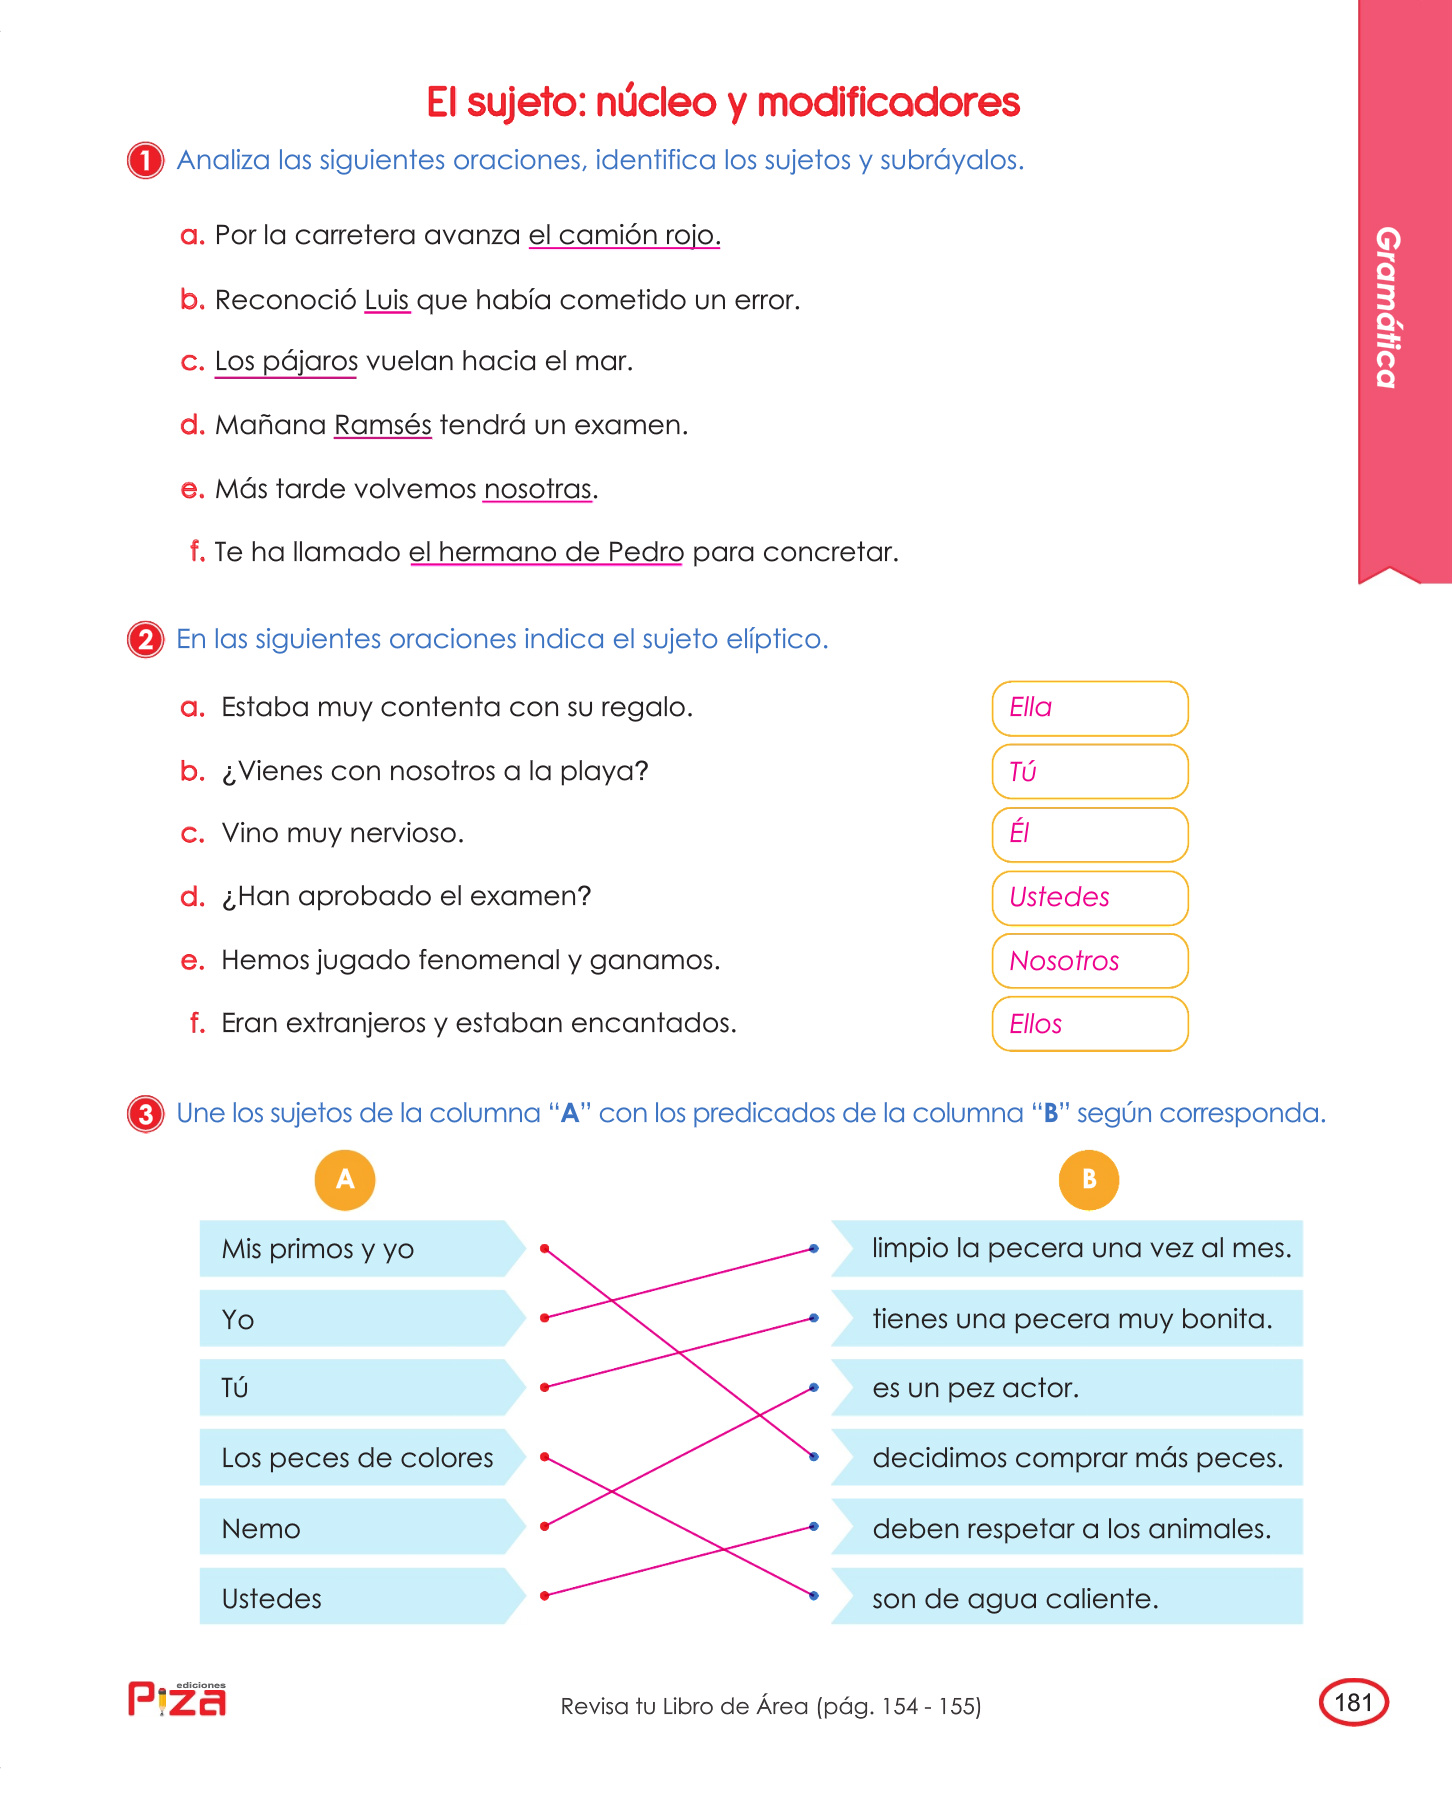 El sujeto: núcleo y modificadores
1 Analiza las siguientes oraciones, identifica los sujetos y subráyalos.
a. Por la carretera avanza el camión rojo.
b. Reconoció Luis que había cometido un error.
c. Los pájaros vuelan hacia el mar.
d. Mañana Ramsés tendrá un examen.
e. Más tarde volvemos nosotras.
f. Te ha llamado el hermano de Pedro para concretar.
Gramática
2 En las siguientes oraciones indica el sujeto elíptico.
a. Estaba muy contenta con su regalo. Ella
b. ¿Vienes con nosotros a la playa? Tú
c. Vino muy nervioso. Él
d. ¿Han aprobado el examen? Ustedes
e. Hemos jugado fenomenal y ganamos. Nosotros
f. Eran extranjeros y estaban encantados. Ellos
3 Une los sujetos de la columna “A” con los predicados de la columna “B” según corresponda.
A B
Mis primos y yo limpio la pecera una vez al mes.
Yo tienes una pecera muy bonita.
Tú es un pez actor.
Los peces de colores decidimos comprar más peces.
Nemo deben respetar a los animales.
Ustedes son de agua caliente.
ediciones
Piza
Revisa tu Libro de Área (pág. 154 - 155)
181